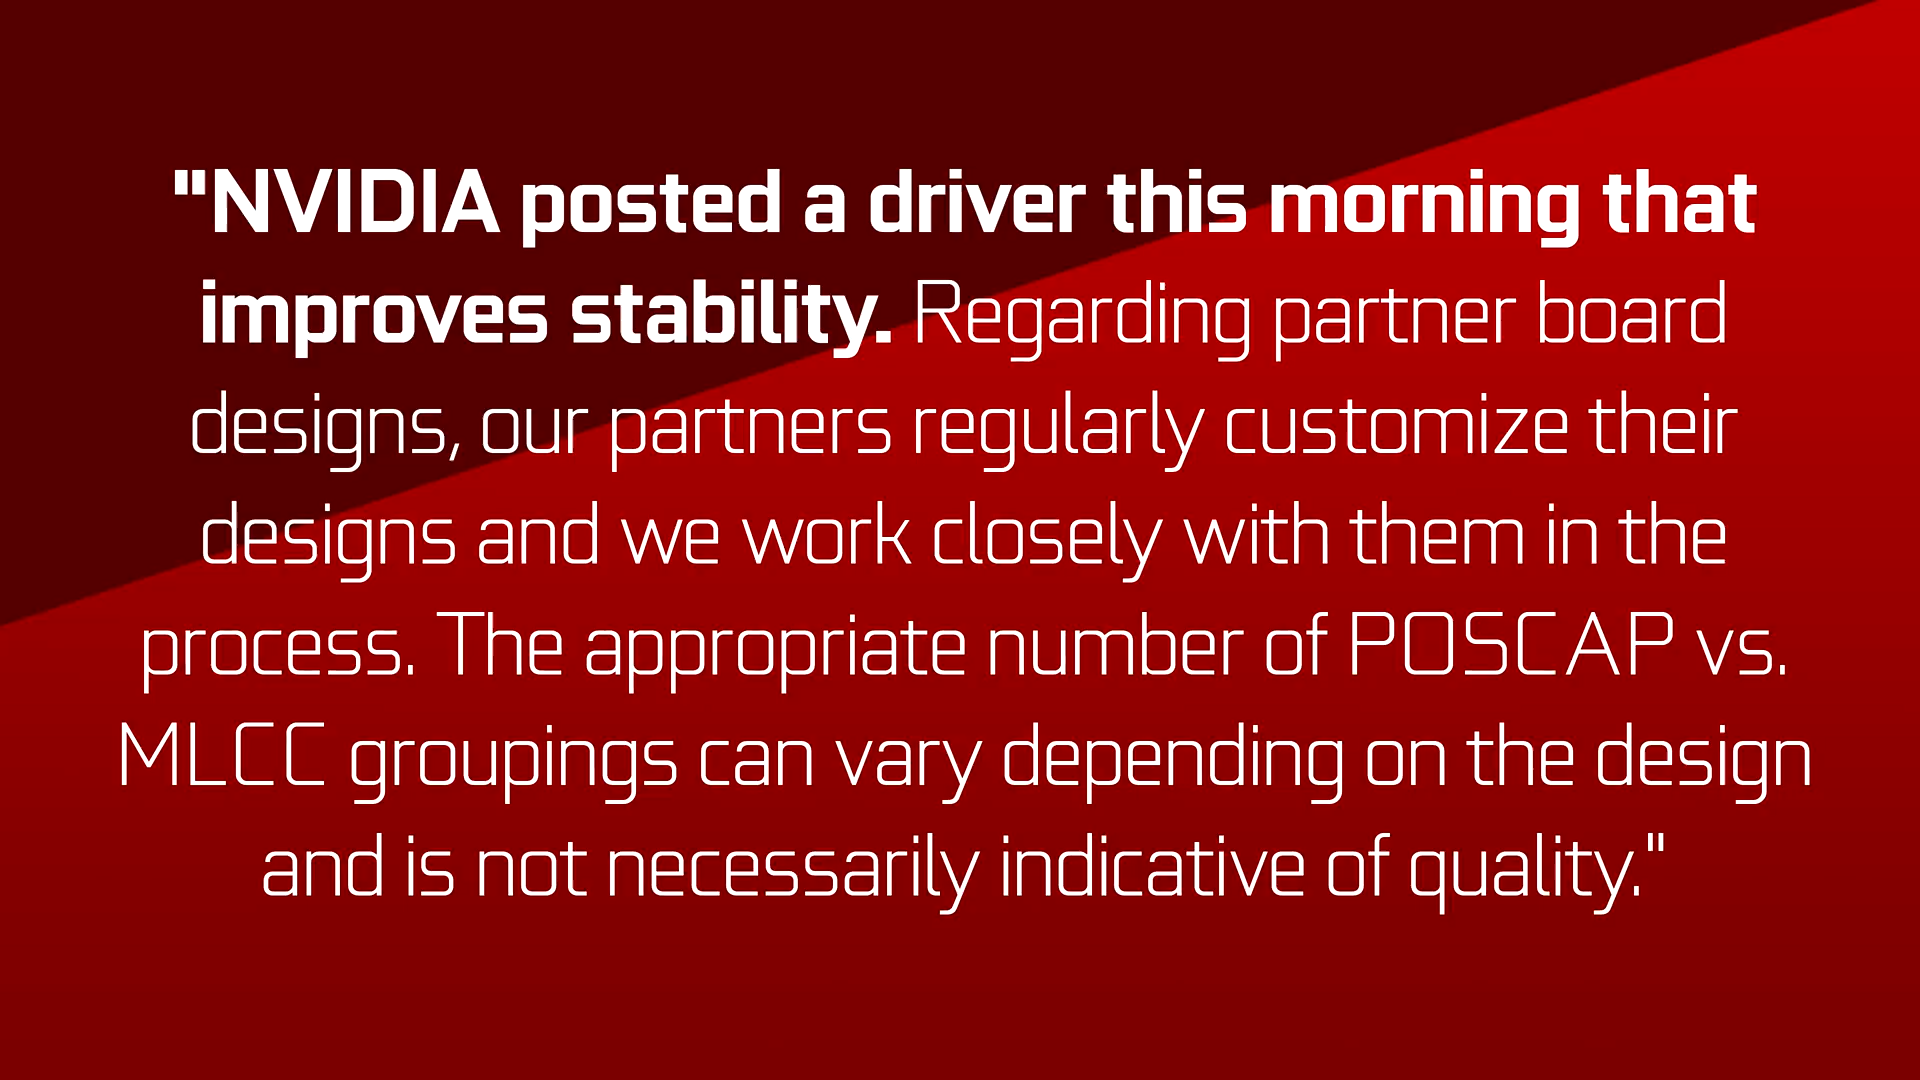 "NVIDIA posted a driver this morning that
improves stability. Regarding partner board
designs, our partners regularly customize their
designs and we work closely with them in the
process. The appropriate number of POSCAP vs.
MLCC groupings can vary depending on the design
and is not necessarily indicative of quality."